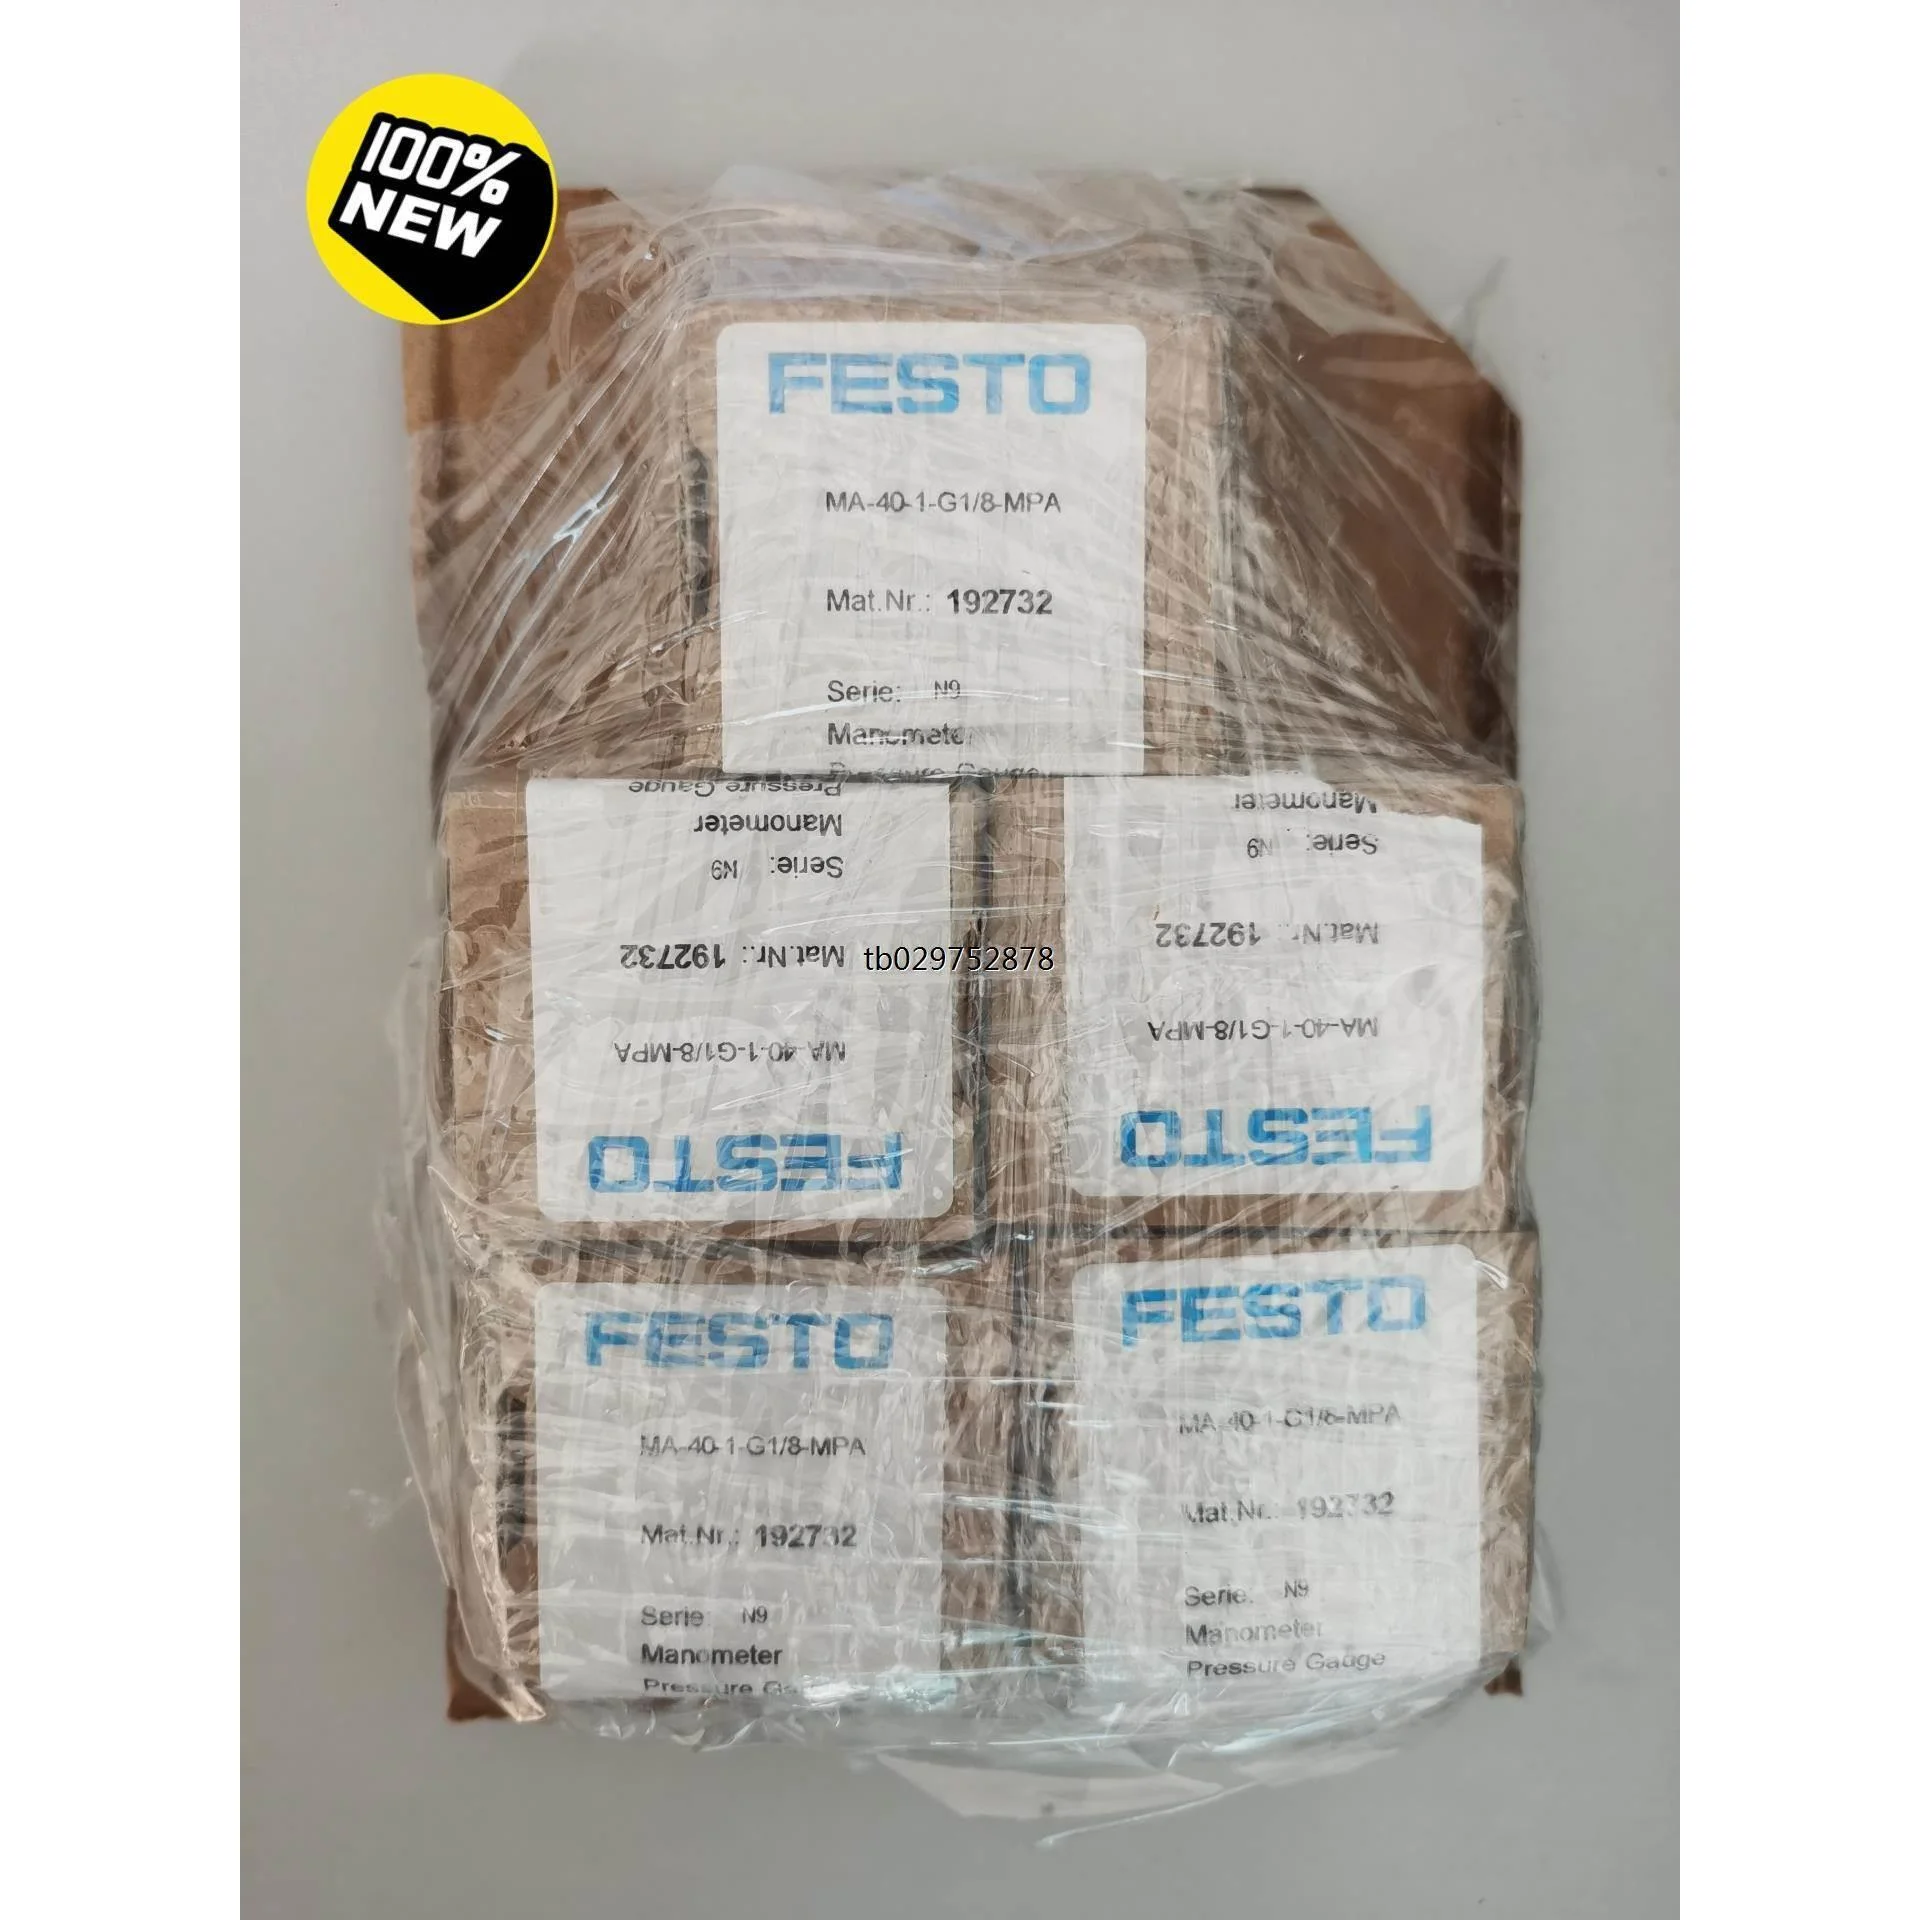 100%
NEW
FESTO
MA-40-1-G1/8-MPA
Mat.Nr.: 192732
Serie: N9
Manometer
FESTO
MA-40-1-G1/8-MPA
Mat.Nr.: 192732
Serie: N9
Manometer
Pressure Gauge
tb029752878
FESTO
MA-40-1-G1/8-MPA
Mat.Nr.: 192732
Serie: N9
Manometer
FESTO
MA-40-1-G1/8-MPA
Mat.Nr.: 192732
Serie: N9
Manometer
Pressure
FESTO
MA-40-1-G1/8-MPA
Mat.Nr.: 192732
Serie: N9
Manometer
Pressure Gauge